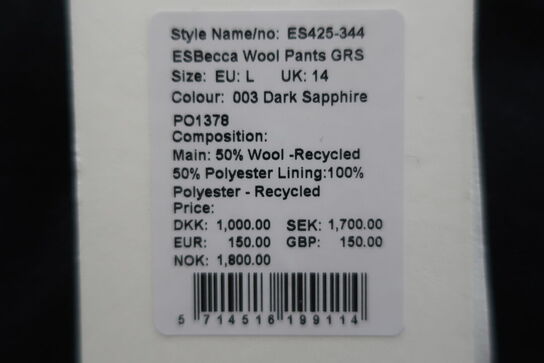 Style Name/no: ES425-344
ESBecca Wool Pants GRS
Size: EU: L UK: 14
Colour: 003 Dark Sapphire
PO1378
Composition:
Main: 50% Wool -Recycled
50% Polyester Lining:100%
Polyester - Recycled
Price:
DKK: 1,000.00 SEK: 1,700.00
EUR: 150.00 GBP: 150.00
NOK: 1,800.00
5 714516 199114